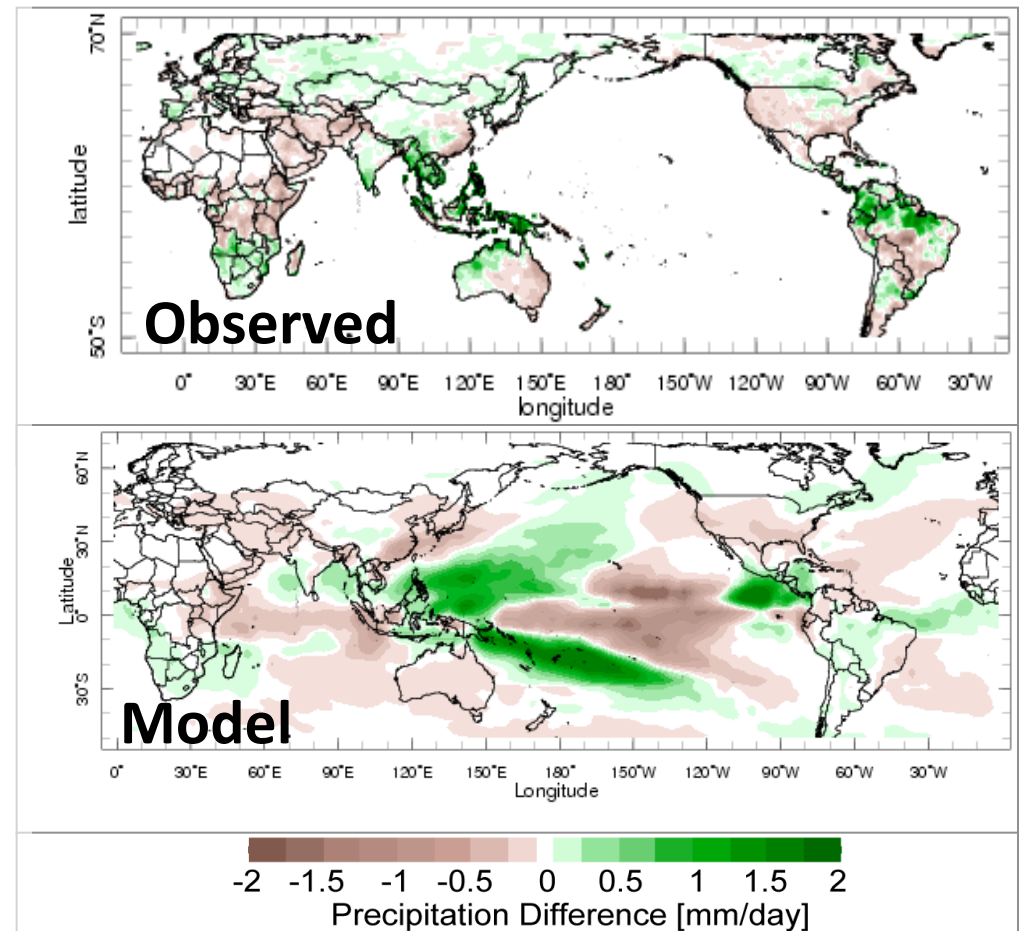 70°N
latitude
50°S
Observed
0° 30°E 60°E 90°E 120°E 150°E 180° 150°W 120°W 90°W 60°W 30°W
longitude
60°N
30°N
Latitude
0°
30°S
Model
0° 30°E 60°E 90°E 120°E 150°E 180° 150°W 120°W 90°W 60°W 30°W
Longitude
-2 -1.5 -1 -0.5 0 0.5 1 1.5 2
Precipitation Difference [mm/day]